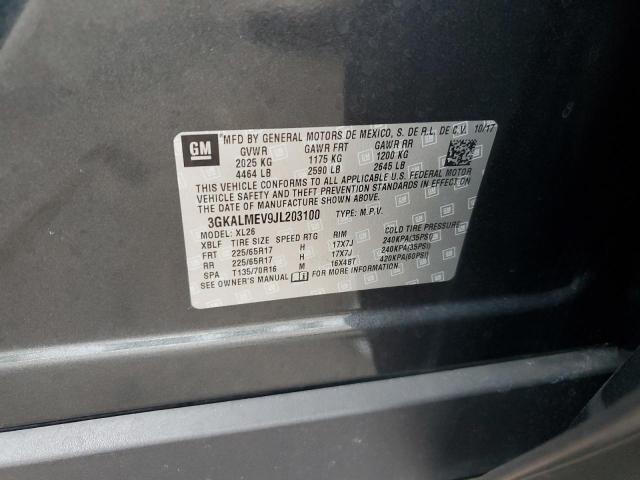 GM
*MFD BY GENERAL MOTORS DE MEXICO, S. DE R.L. DE C.V. 10/17
GVWR GAWR FRT GAWR RR
2025 KG 1175 KG 1200 KG
4464 LB 2590 LB 2645 LB
THIS VEHICLE CONFORMS TO ALL APPLICABLE U.S. FEDERAL MOTOR
VEHICLE SAFETY AND THEFT PREVENTION STANDARDS IN
EFFECT ON THE DATE OF MANUFACTURE SHOWN ABOVE.
3GKALMEV9JL203100 TYPE: M.P.V.
MODEL: XL26
XBLF TIRE SIZE SPEED RTG RIM COLD TIRE PRESSURE
FRT 225/65R17 H 17X7J 240KPA(35PSI)
RR 225/65R17 H 17X7J 240KPA(35PSI)
SPA T135/70R16 M 16X4BT 420KPA(60PSI)
SEE OWNER'S MANUAL FOR MORE INFORMATION.